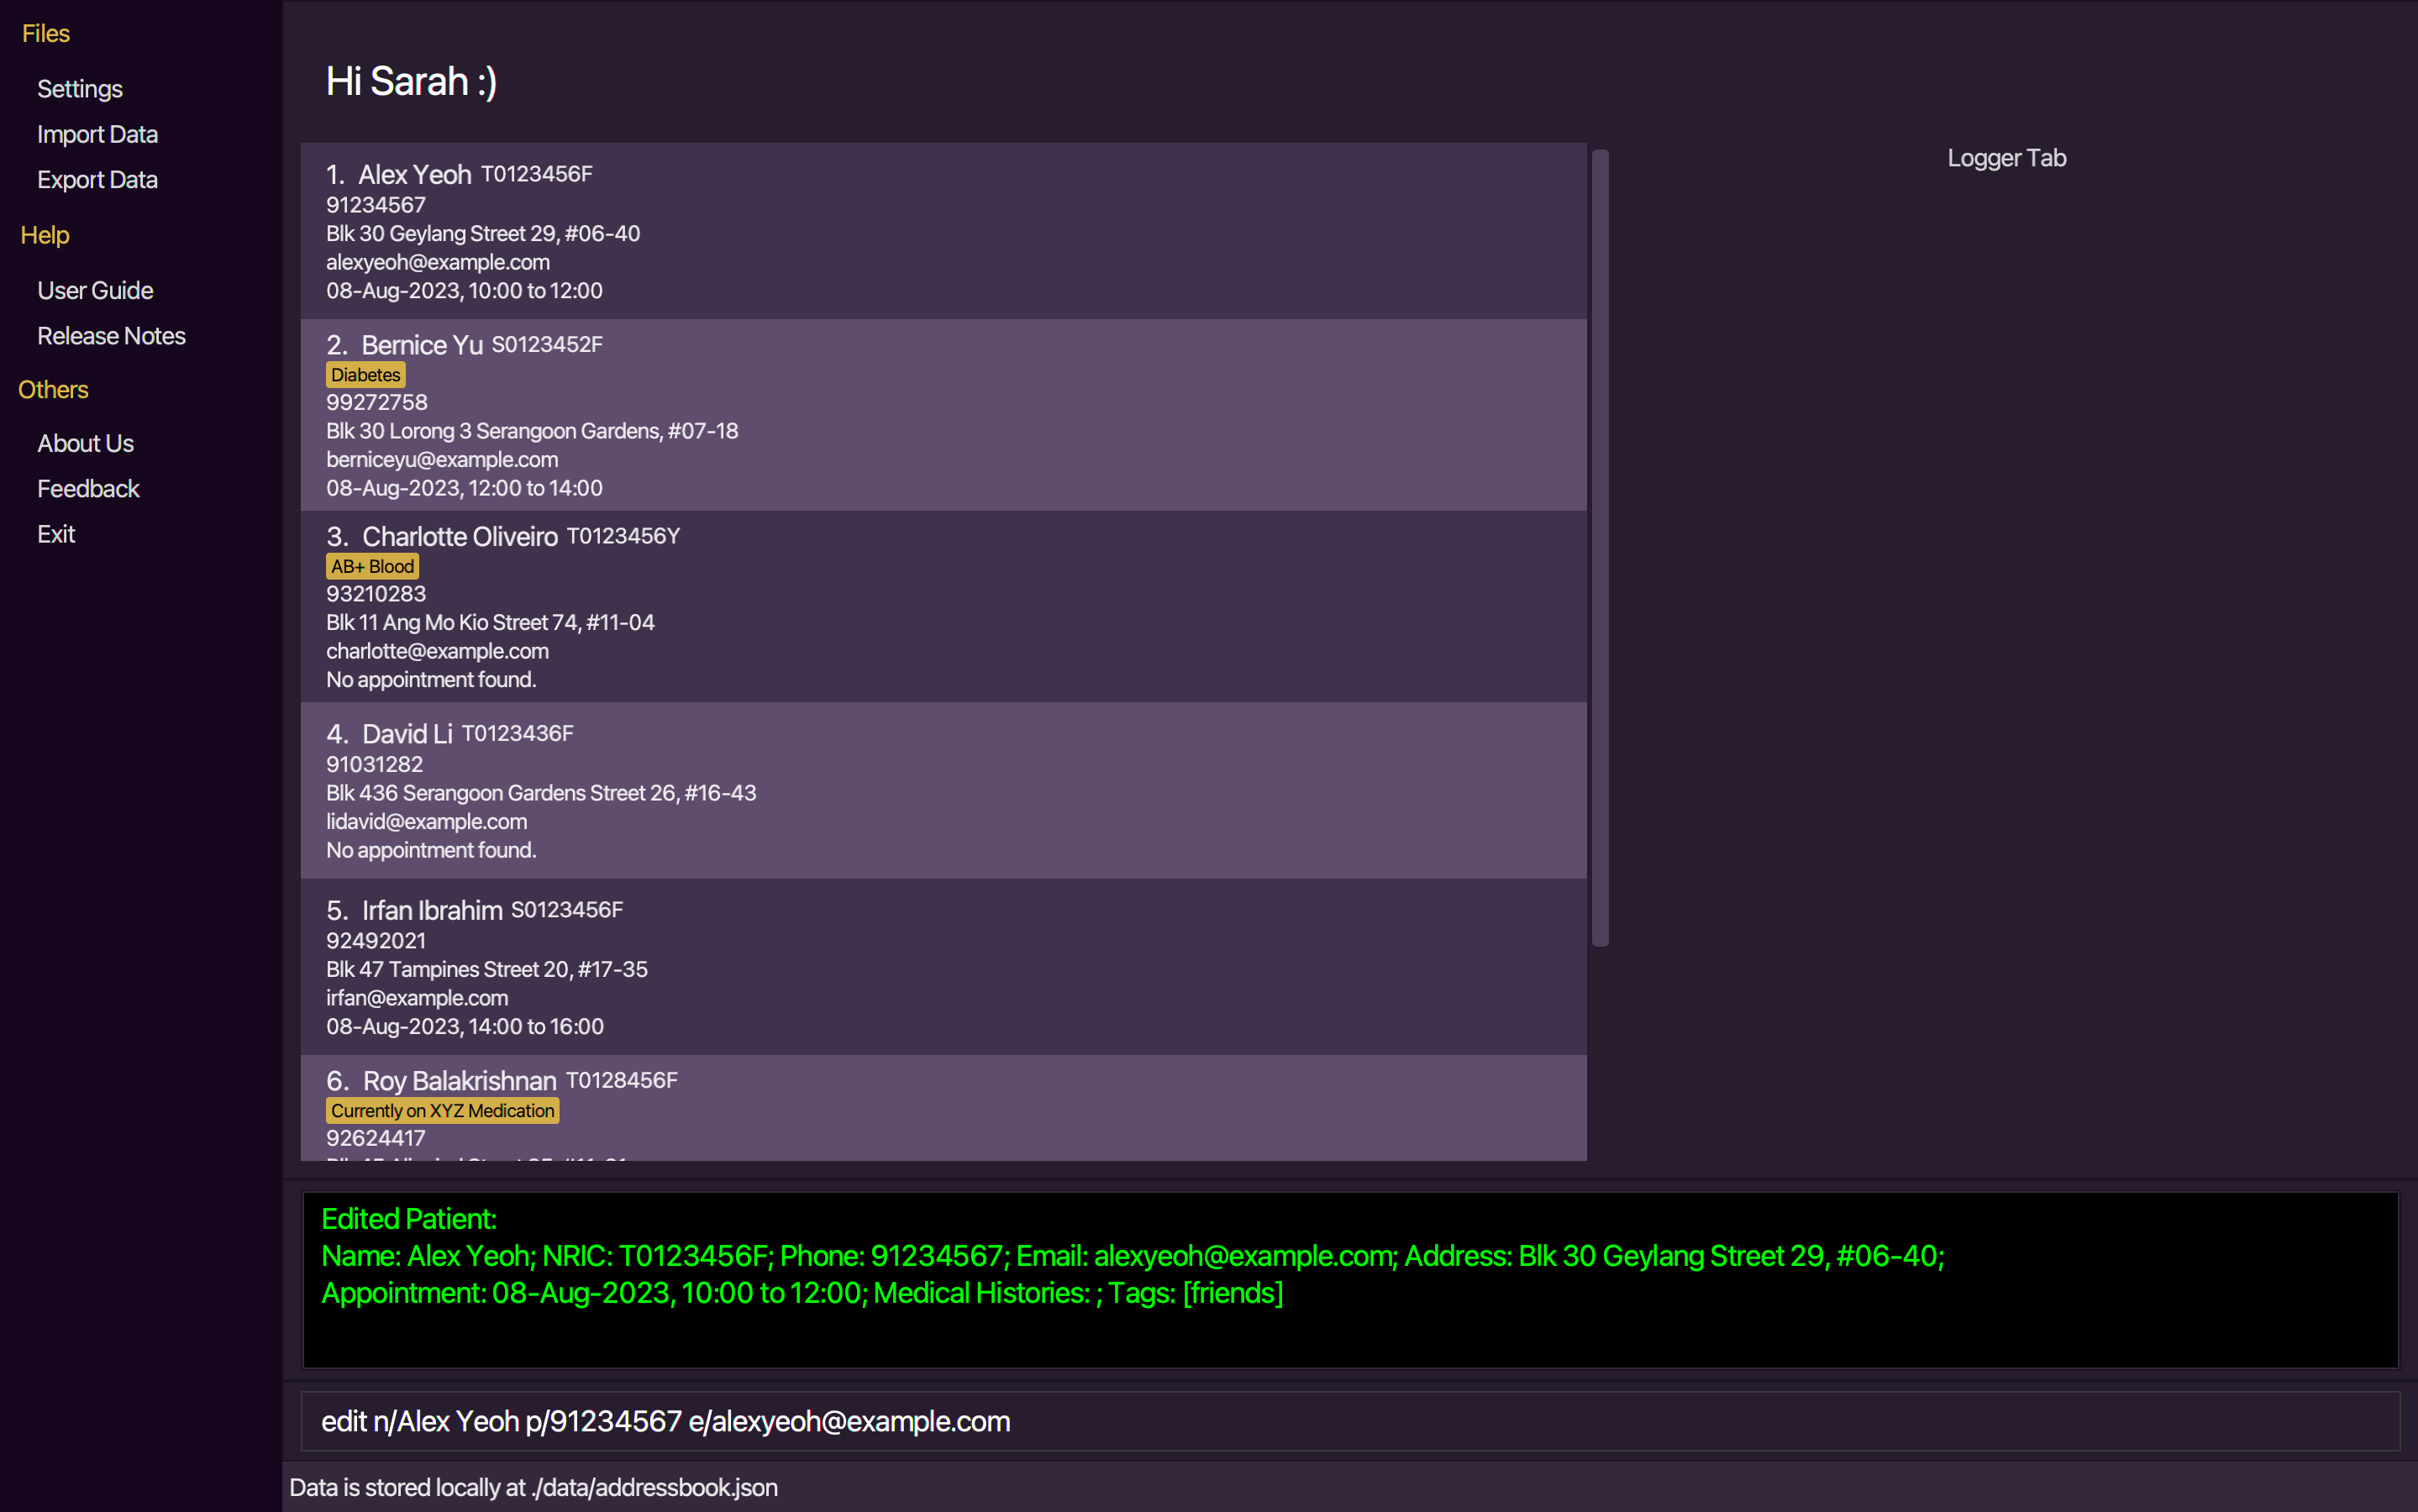 Files
Settings
Import Data
Export Data
Help
User Guide
Release Notes
Others
About Us
Feedback
Exit
Hi Sarah :)
1. Alex Yeoh T0123456F
91234567
Blk 30 Geylang Street 29, #06-40
alexyeoh@example.com
08-Aug-2023, 10:00 to 12:00
2. Bernice Yu S0123452F
Diabetes
99272758
Blk 30 Lorong 3 Serangoon Gardens, #07-18
berniceyu@example.com
08-Aug-2023, 12:00 to 14:00
3. Charlotte Oliveiro T0123456Y
AB+ Blood
93210283
Blk 11 Ang Mo Kio Street 74, #11-04
charlotte@example.com
No appointment found.
4. David Li T0123436F
91031282
Blk 436 Serangoon Gardens Street 26, #16-43
lidavid@example.com
No appointment found.
5. Irfan Ibrahim S0123456F
92492021
Blk 47 Tampines Street 20, #17-35
irfan@example.com
08-Aug-2023, 14:00 to 16:00
6. Roy Balakrishnan T0128456F
Currently on XYZ Medication
92624417
Logger Tab
Edited Patient:
Name: Alex Yeoh; NRIC: T0123456F; Phone: 91234567; Email: alexyeoh@example.com; Address: Blk 30 Geylang Street 29, #06-40;
Appointment: 08-Aug-2023, 10:00 to 12:00; Medical Histories: ; Tags: [friends]
edit n/Alex Yeoh p/91234567 e/alexyeoh@example.com
Data is stored locally at ./data/addressbook.json